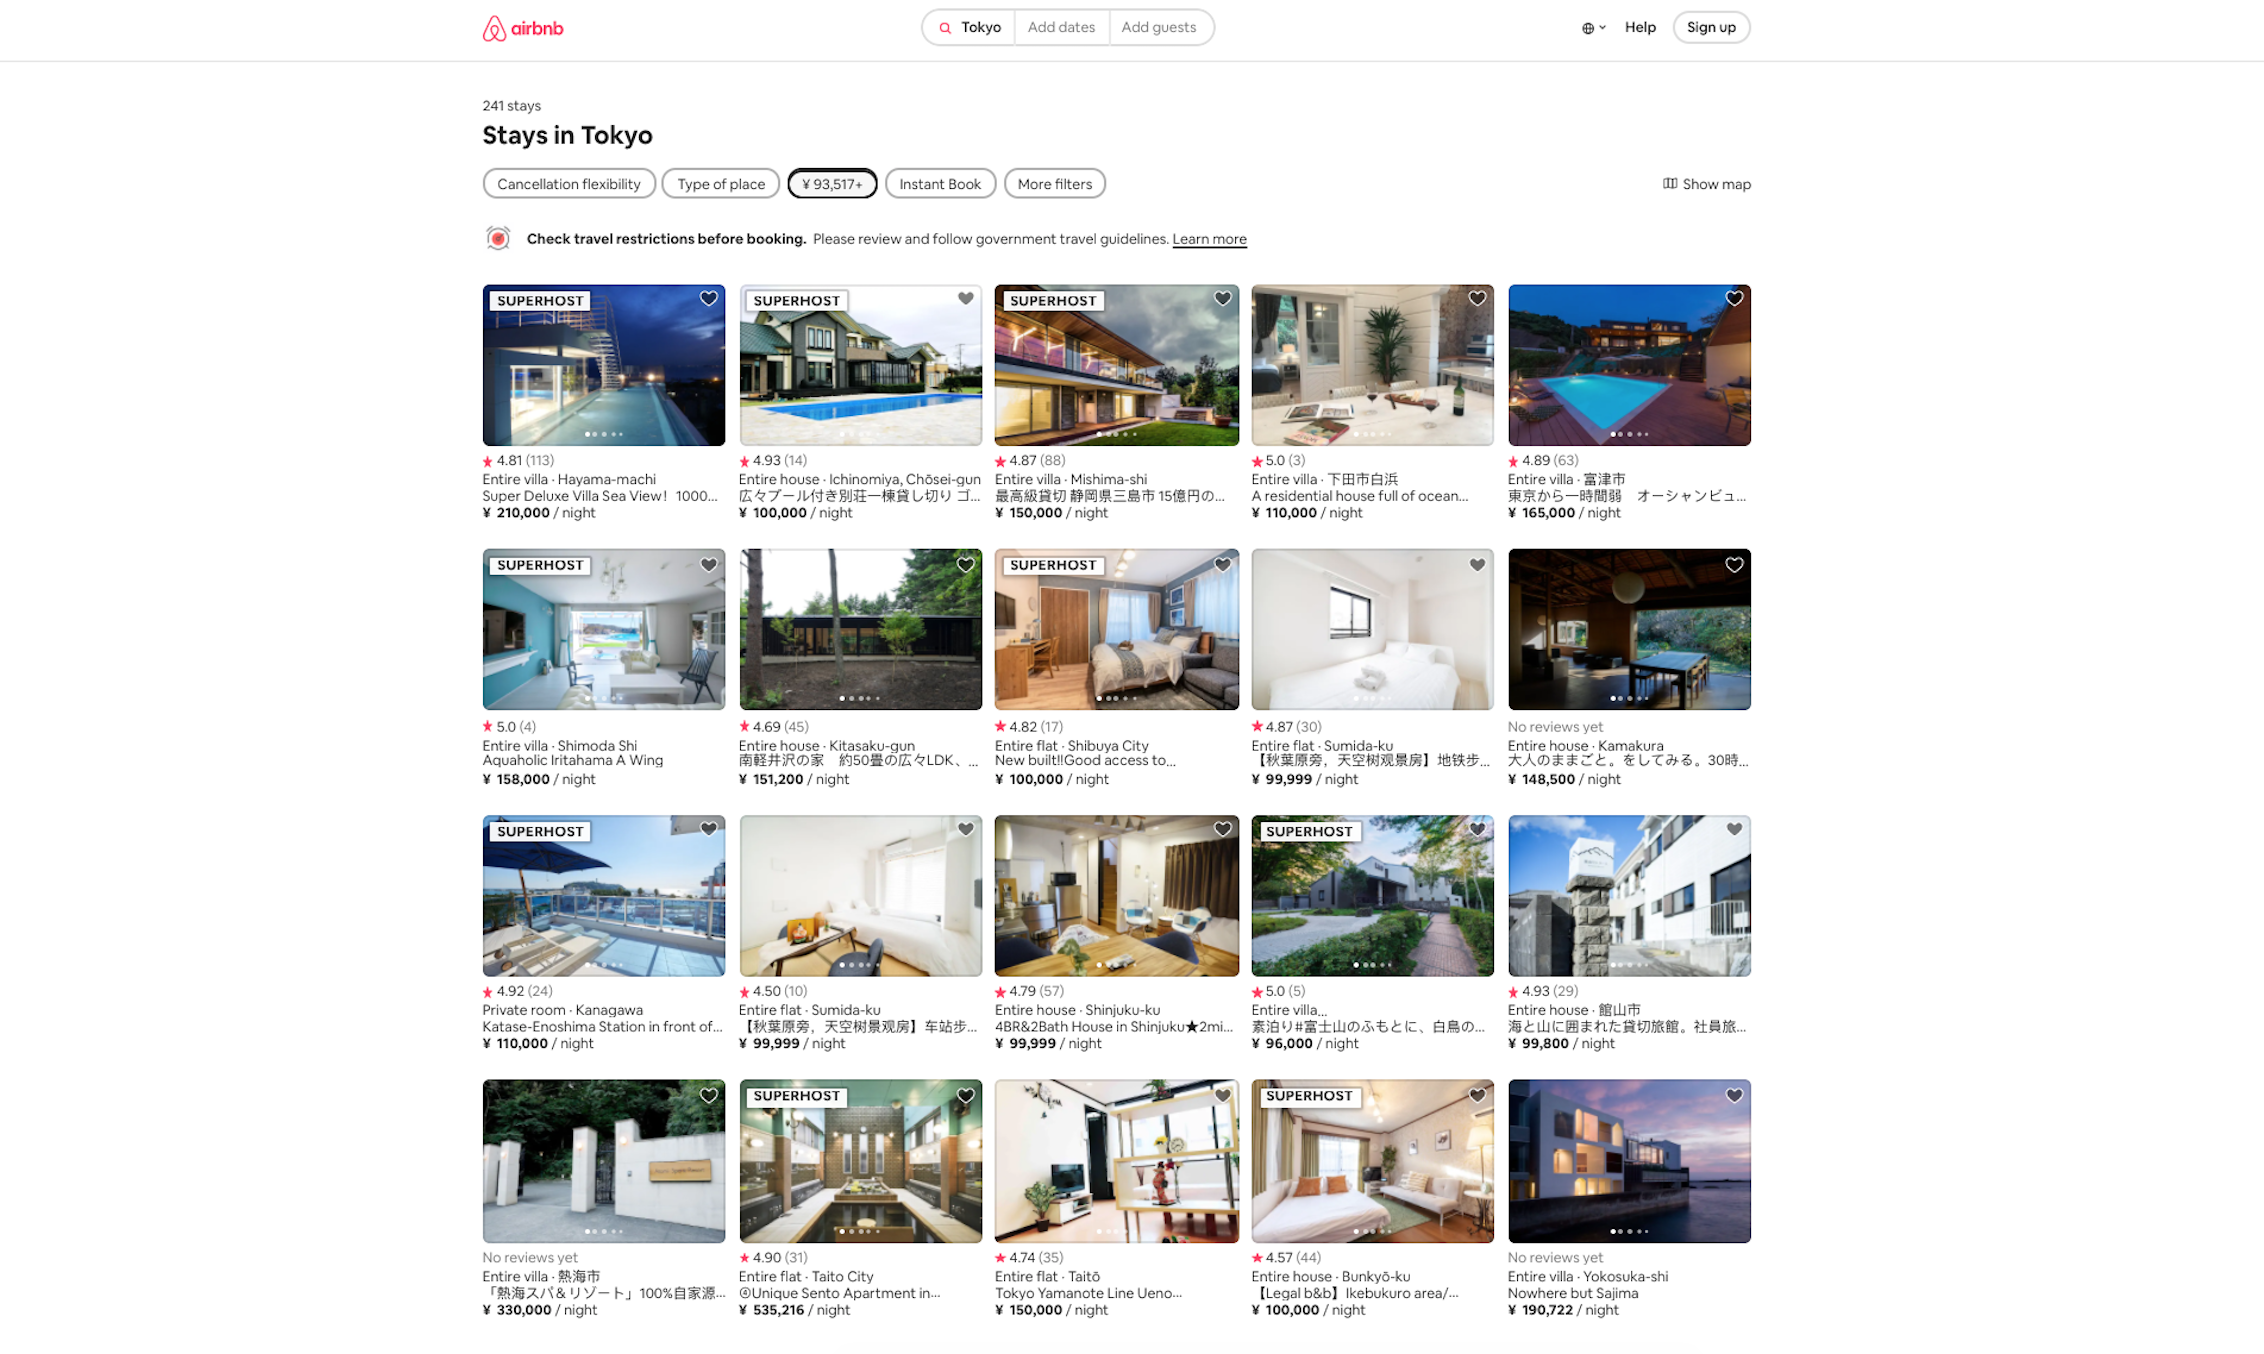 airbnb
Tokyo
Add dates
Add guests
Help
Sign up
241 stays
Stays in Tokyo
Cancellation flexibility
Type of place
¥ 93,517+
Instant Book
More filters
Show map
Check travel restrictions before booking. Please review and follow government travel guidelines. Learn more
SUPERHOST
4.81 (113)
Entire villa · Hayama-machi
Super Deluxe Villa Sea View！1000...
¥ 210,000 / night
SUPERHOST
4.93 (14)
Entire house · Ichinomiya, Chōsei-gun
広々プール付き別荘一棟貸し切り ゴ...
¥ 100,000 / night
SUPERHOST
4.87 (88)
Entire villa · Mishima-shi
最高級貸切 静岡県三島市 15億円の...
¥ 150,000 / night
5.0 (3)
Entire villa · 下田市白浜
A residential house full of ocean...
¥ 110,000 / night
4.89 (63)
Entire villa · 富津市
東京から一時間弱　オーシャンビュ...
¥ 165,000 / night
SUPERHOST
5.0 (4)
Entire villa · Shimoda Shi
Aquaholic Iritahama A Wing
¥ 158,000 / night
4.69 (45)
Entire house · Kitasaku-gun
南軽井沢の家　約50畳の広々LDK、...
¥ 151,200 / night
SUPERHOST
4.82 (17)
Entire flat · Shibuya City
New built!!Good access to...
¥ 100,000 / night
4.87 (30)
Entire flat · Sumida-ku
【秋葉原旁，天空树观景房】地铁步...
¥ 99,999 / night
No reviews yet
Entire house · Kamakura
大人のままごと。をしてみる。30時...
¥ 148,500 / night
SUPERHOST
4.92 (24)
Private room · Kanagawa
Katase-Enoshima Station in front of...
¥ 110,000 / night
4.50 (10)
Entire flat · Sumida-ku
【秋葉原旁，天空树景观房】车站步...
¥ 99,999 / night
4.79 (57)
Entire house · Shinjuku-ku
4BR&2Bath House in Shinjuku★2mi...
¥ 99,999 / night
SUPERHOST
5.0 (5)
Entire villa...
素泊り#富士山のふもとに、白鳥の...
¥ 96,000 / night
4.93 (29)
Entire house · 館山市
海と山に囲まれた貸切旅館。社員旅...
¥ 99,800 / night
No reviews yet
Entire villa · 熱海市
「熱海スパ＆リゾート」100%自家源...
¥ 330,000 / night
SUPERHOST
4.90 (31)
Entire flat · Taito City
④Unique Sento Apartment in...
¥ 535,216 / night
4.74 (35)
Entire flat · Taitō
Tokyo Yamanote Line Ueno...
¥ 150,000 / night
SUPERHOST
4.57 (44)
Entire house · Bunkyō-ku
【Legal b&b】Ikebukuro area/...
¥ 100,000 / night
No reviews yet
Entire villa · Yokosuka-shi
Nowhere but Sajima
¥ 190,722 / night